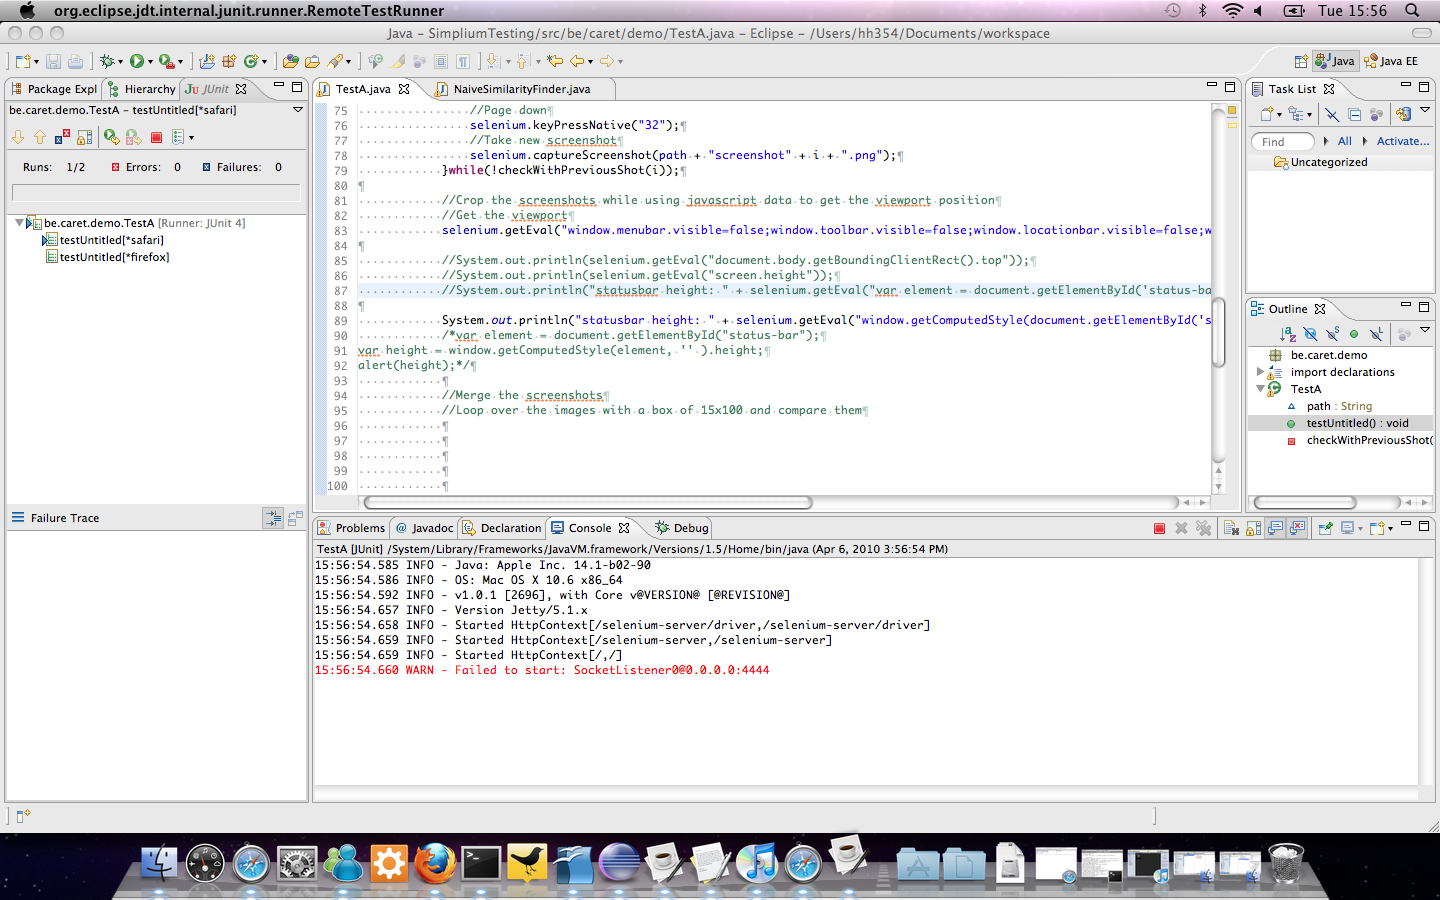 org.eclipse.jdt.internal.junit.runner.RemoteTestRunner
Tue 15:56
Java – SimpliumTesting/src/be/caret/demo/TestA.java – Eclipse – /Users/hh354/Documents/workspace
Java
Java EE
Package Expl
Hierarchy
JUnit
be.caret.demo.TestA – testUntitled[*safari]
Runs: 1/2
Errors: 0
Failures: 0
be.caret.demo.TestA [Runner: JUnit 4]
testUntitled[*safari]
testUntitled[*firefox]
Failure Trace
TestA.java
NaiveSimilarityFinder.java
75 //Page down
76 selenium.keyPressNative("32");
77 //Take new screenshot
78 selenium.captureScreenshot(path + "screenshot" + i + ".png");
79 }while(!checkWithPreviousShot(i));
80
81 //Crop the screenshots while using javascript data to get the viewport position
82 //Get the viewport
83 selenium.getEval("window.menubar.visible=false;window.toolbar.visible=false;window.locationbar.visible=false;w
84
85 //System.out.println(selenium.getEval("document.body.getBoundingClientRect().top"));
86 //System.out.println(selenium.getEval("screen.height"));
87 //System.out.println("statusbar height: " + selenium.getEval("var element = document.getElementById('status-ba
88
89 System.out.println("statusbar height: " + selenium.getEval("window.getComputedStyle(document.getElementById('s
90 /*var element = document.getElementById("status-bar");
91 var height = window.getComputedStyle(element, '' ).height;
92 alert(height);*/
93
94 //Merge the screenshots
95 //Loop over the images with a box of 15x100 and compare them
96
97
98
99
100
Task List
Find
All
Activate...
Uncategorized
Outline
be.caret.demo
import declarations
TestA
path : String
testUntitled() : void
checkWithPreviousShot(
Problems
@ Javadoc
Declaration
Console
Debug
TestA [JUnit] /System/Library/Frameworks/JavaVM.framework/Versions/1.5/Home/bin/java (Apr 6, 2010 3:56:54 PM)
15:56:54.585 INFO - Java: Apple Inc. 14.1-b02-90
15:56:54.586 INFO - OS: Mac OS X 10.6 x86_64
15:56:54.592 INFO - v1.0.1 [2696], with Core v@VERSION@ [@REVISION@]
15:56:54.657 INFO - Version Jetty/5.1.x
15:56:54.658 INFO - Started HttpContext[/selenium-server/driver,/selenium-server/driver]
15:56:54.659 INFO - Started HttpContext[/selenium-server,/selenium-server]
15:56:54.659 INFO - Started HttpContext[/,/]
15:56:54.660 WARN - Failed to start: SocketListener0@0.0.0.0:4444